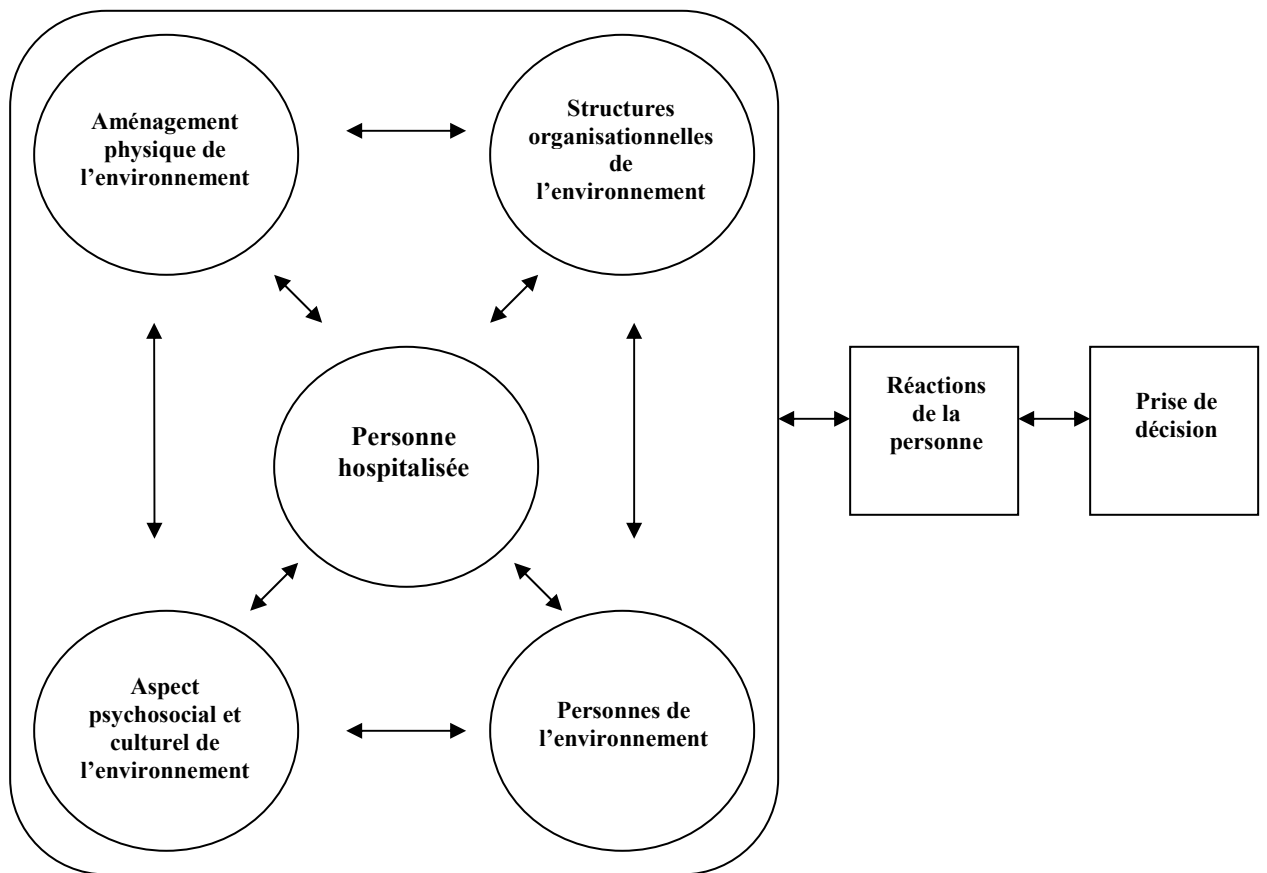 Aménagement
physique de
l’environnement
Structures
organisationnelles
de
l’environnement
Personne
hospitalisée
Réactions
de la
personne
Prise de
décision
Aspect
psychosocial et
culturel de
l’environnement
Personnes de
l’environnement